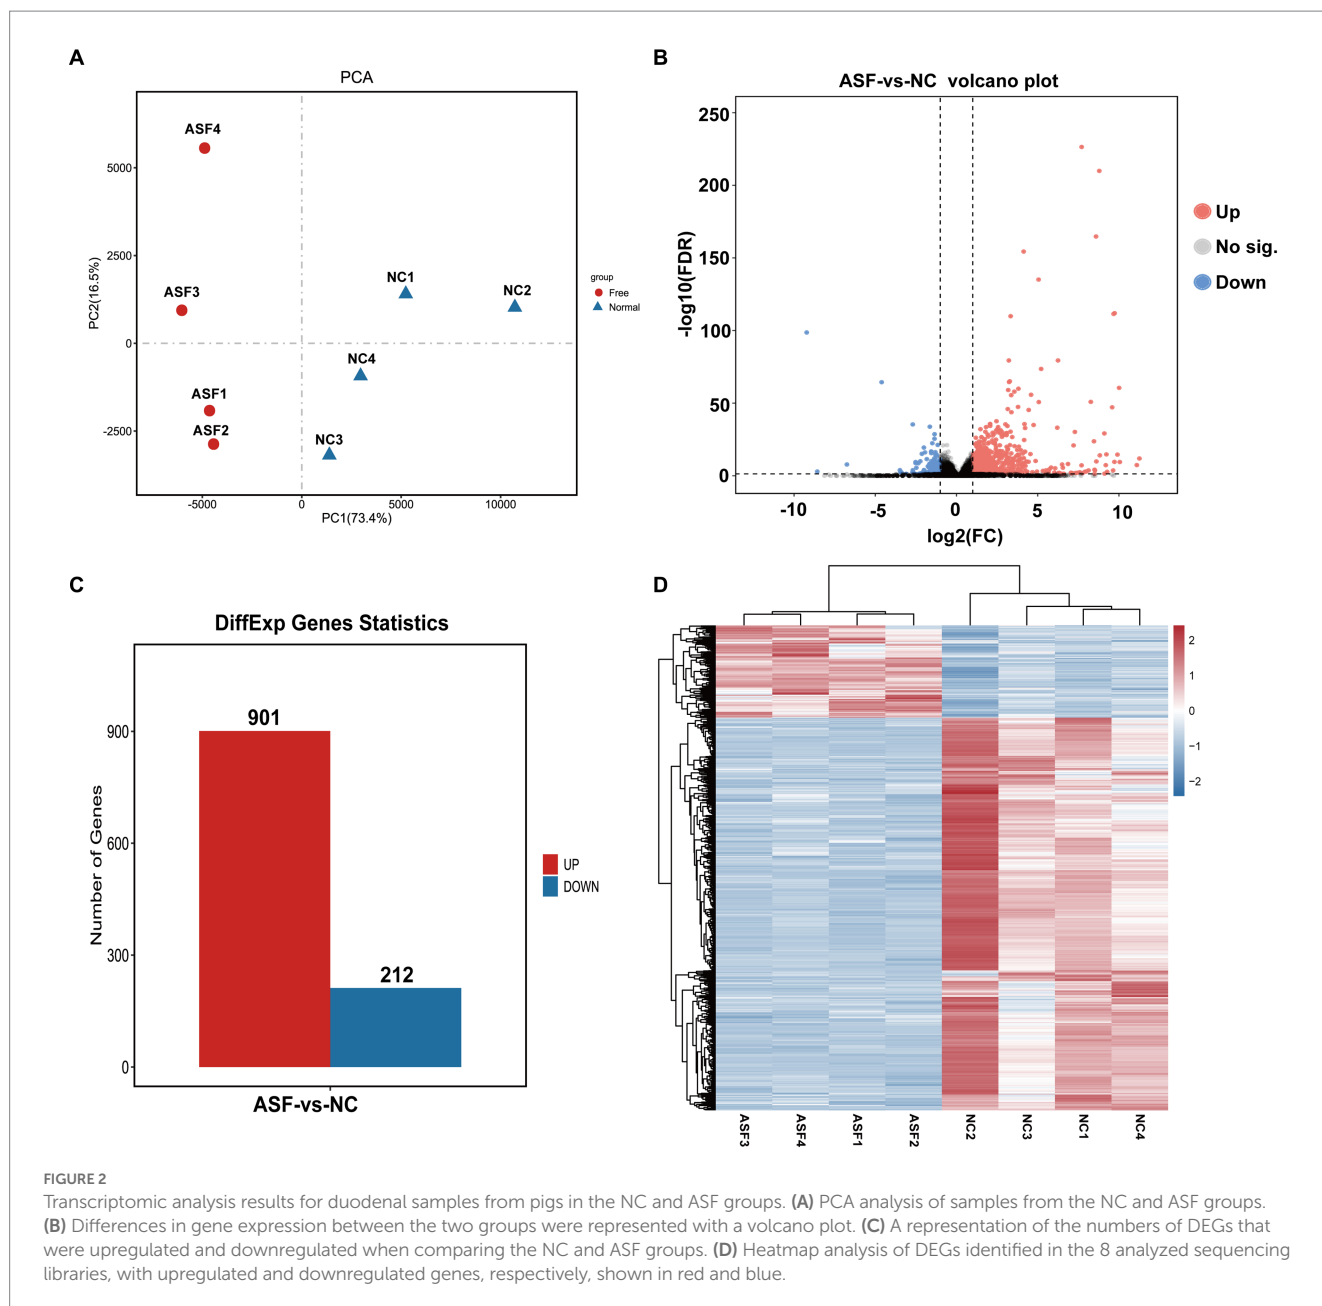 A
PCA
ASF4
ASF3
ASF1
ASF2
NC1
NC2
NC4
NC3
5000
2500
0
-2500
PC2(16.5%)
-5000
0
5000
10000
PC1(73.4%)
group
Free
Normal
B
ASF-vs-NC volcano plot
250
200
150
100
50
0
-log10(FDR)
-10
-5
0
5
10
log2(FC)
Up
No sig.
Down
C
DiffExp Genes Statistics
901
212
900
600
300
0
Number of Genes
ASF-vs-NC
UP
DOWN
D
2
1
0
−1
−2
ASF3
ASF4
ASF1
ASF2
NC2
NC3
NC1
NC4
FIGURE 2
Transcriptomic analysis results for duodenal samples from pigs in the NC and ASF groups. (A) PCA analysis of samples from the NC and ASF groups.
(B) Differences in gene expression between the two groups were represented with a volcano plot. (C) A representation of the numbers of DEGs that
were upregulated and downregulated when comparing the NC and ASF groups. (D) Heatmap analysis of DEGs identified in the 8 analyzed sequencing
libraries, with upregulated and downregulated genes, respectively, shown in red and blue.